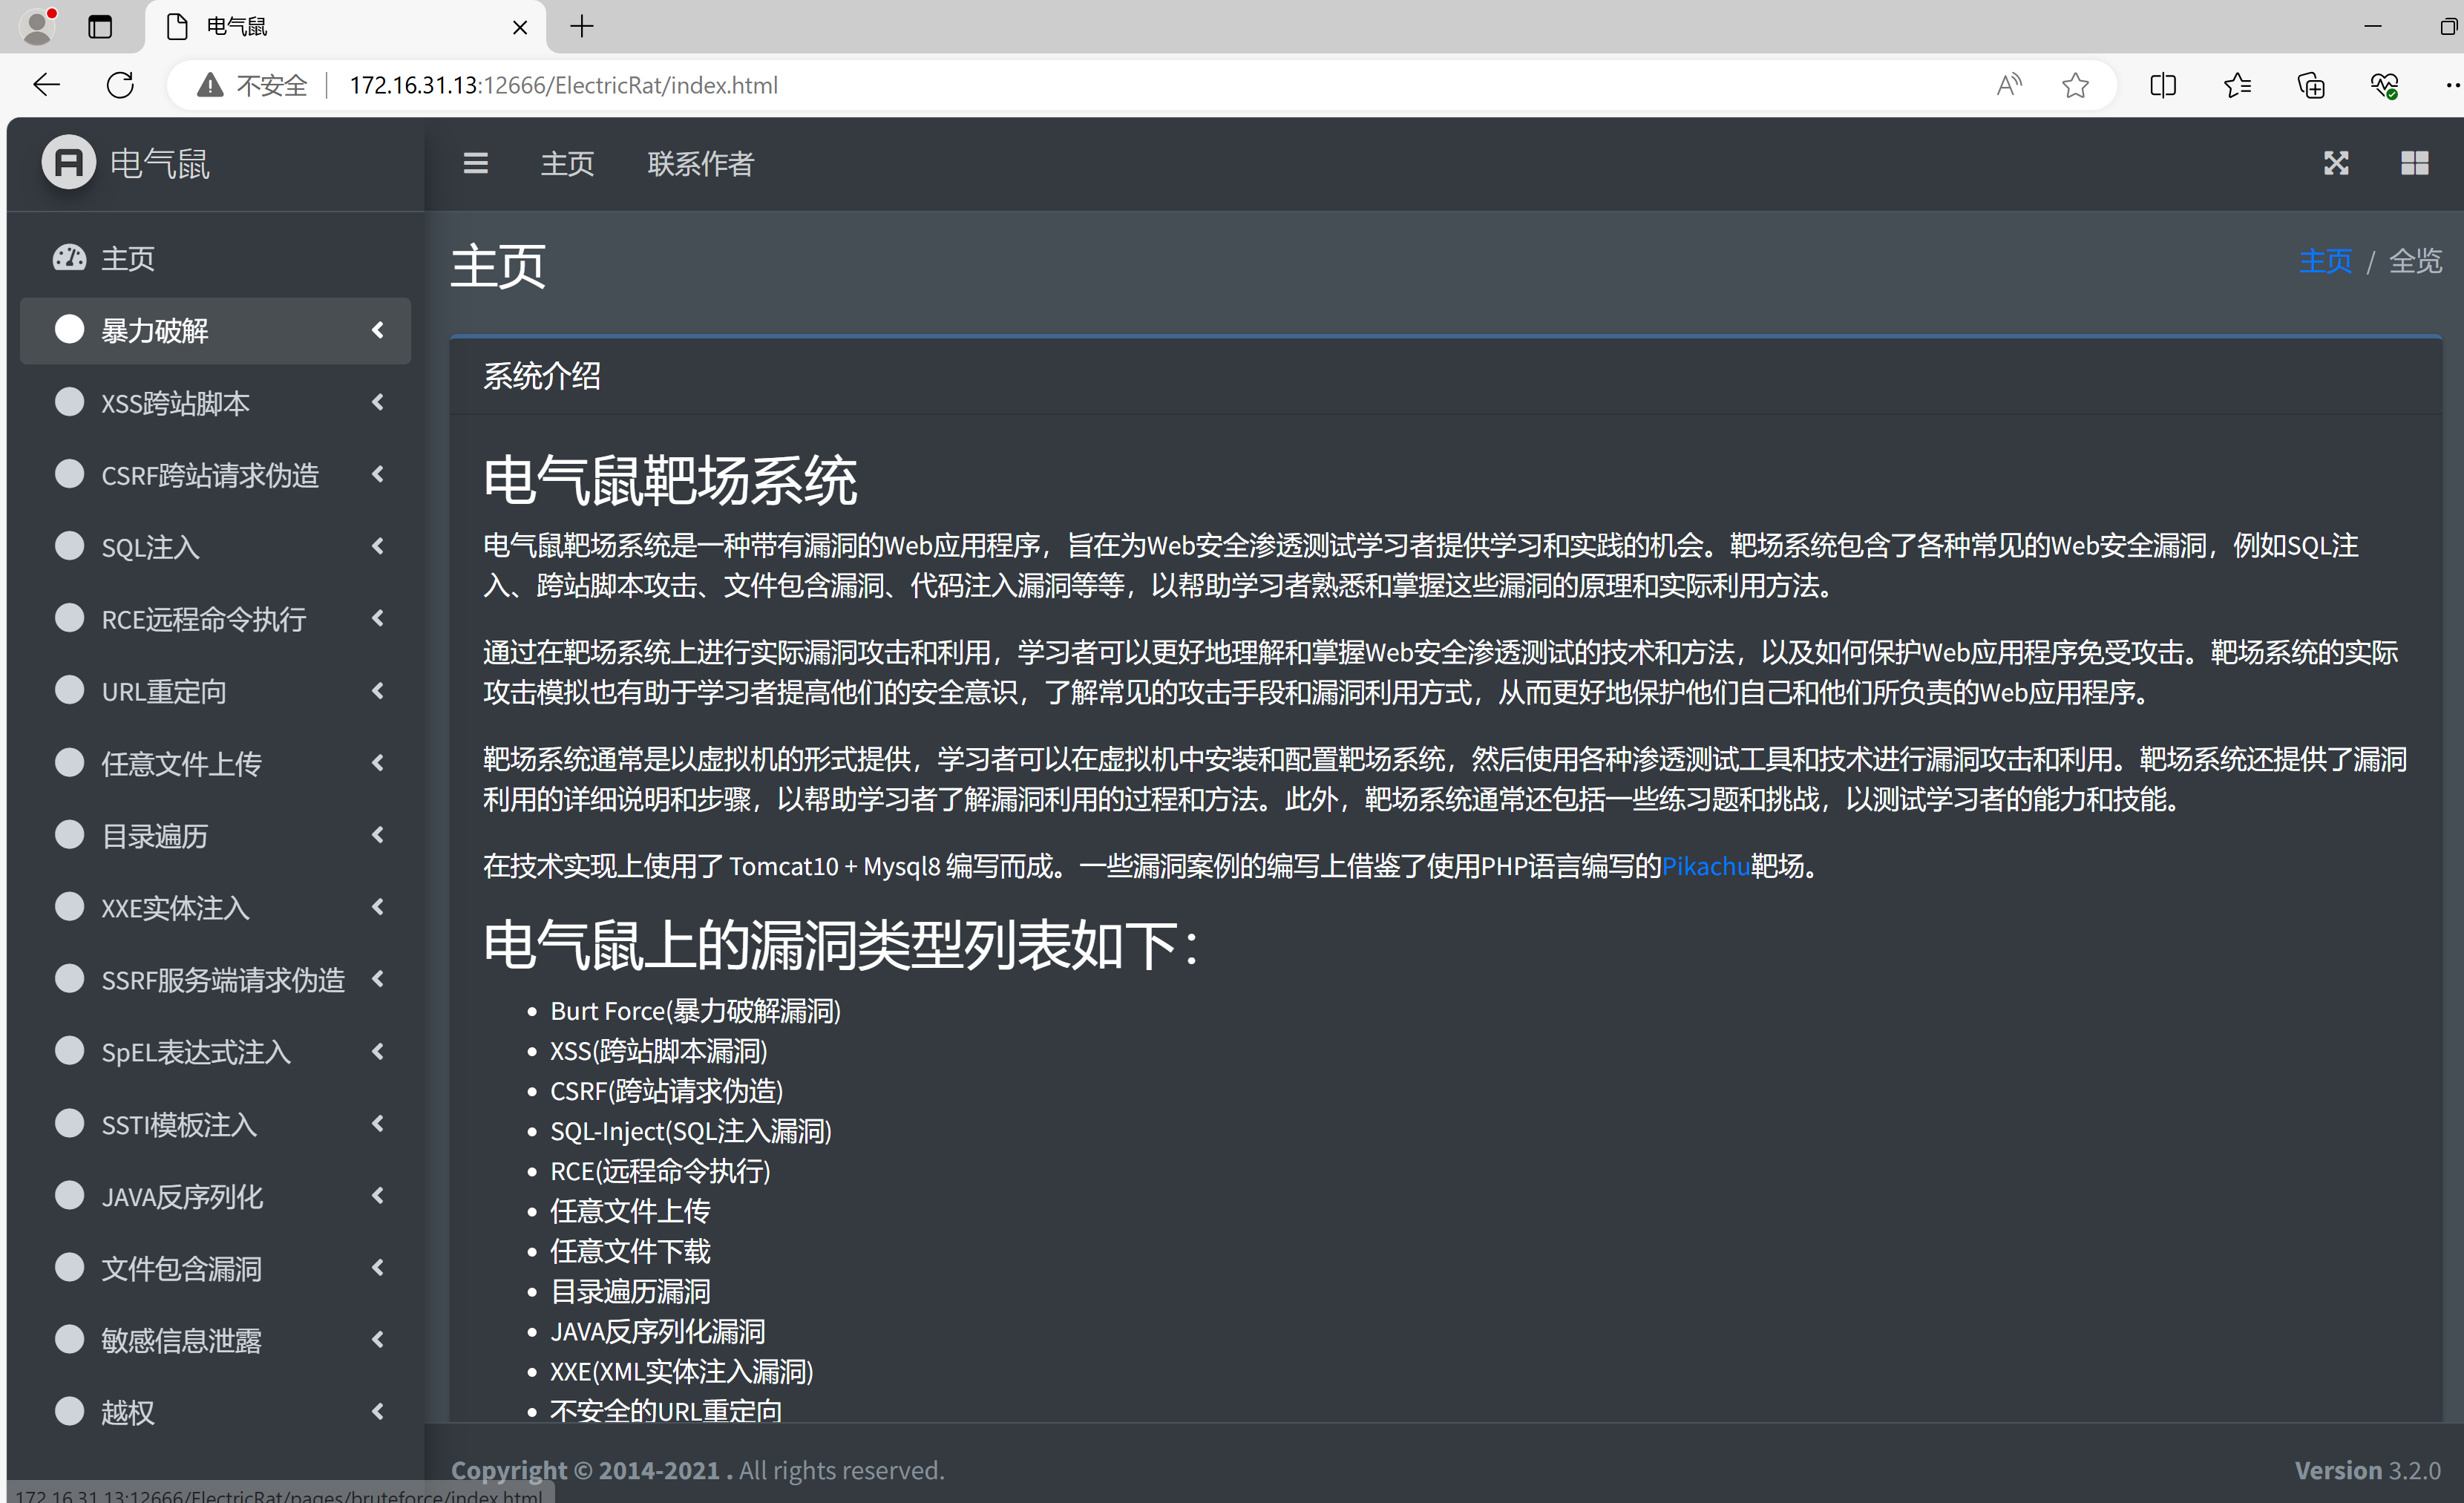 电气鼠
不安全
172.16.31.13:12666/ElectricRat/index.html
电气鼠
主页
联系作者
主页
暴力破解
XSS跨站脚本
CSRF跨站请求伪造
SQL注入
RCE远程命令执行
URL重定向
任意文件上传
目录遍历
XXE实体注入
SSRF服务端请求伪造
SpEL表达式注入
SSTI模板注入
JAVA反序列化
文件包含漏洞
敏感信息泄露
越权
主页
主页 / 全览
系统介绍
电气鼠靶场系统
电气鼠靶场系统是一种带有漏洞的Web应用程序，旨在为Web安全渗透测试学习者提供学习和实践的机会。靶场系统包含了各种常见的Web安全漏洞，例如SQL注
入、跨站脚本攻击、文件包含漏洞、代码注入漏洞等等，以帮助学习者熟悉和掌握这些漏洞的原理和实际利用方法。
通过在靶场系统上进行实际漏洞攻击和利用，学习者可以更好地理解和掌握Web安全渗透测试的技术和方法，以及如何保护Web应用程序免受攻击。靶场系统的实际
攻击模拟也有助于学习者提高他们的安全意识，了解常见的攻击手段和漏洞利用方式，从而更好地保护他们自己和他们所负责的Web应用程序。
靶场系统通常是以虚拟机的形式提供，学习者可以在虚拟机中安装和配置靶场系统，然后使用各种渗透测试工具和技术进行漏洞攻击和利用。靶场系统还提供了漏洞
利用的详细说明和步骤，以帮助学习者了解漏洞利用的过程和方法。此外，靶场系统通常还包括一些练习题和挑战，以测试学习者的能力和技能。
在技术实现上使用了 Tomcat10 + Mysql8 编写而成。一些漏洞案例的编写上借鉴了使用PHP语言编写的Pikachu靶场。
电气鼠上的漏洞类型列表如下：
• Burt Force(暴力破解漏洞)
• XSS(跨站脚本漏洞)
• CSRF(跨站请求伪造)
• SQL-Inject(SQL注入漏洞)
• RCE(远程命令执行)
• 任意文件上传
• 任意文件下载
• 目录遍历漏洞
• JAVA反序列化漏洞
• XXE(XML实体注入漏洞)
• 不安全的URL重定向
Copyright © 2014-2021 . All rights reserved.
Version 3.2.0
172.16.31.13:12666/ElectricRat/pages/bruteforce/index.html